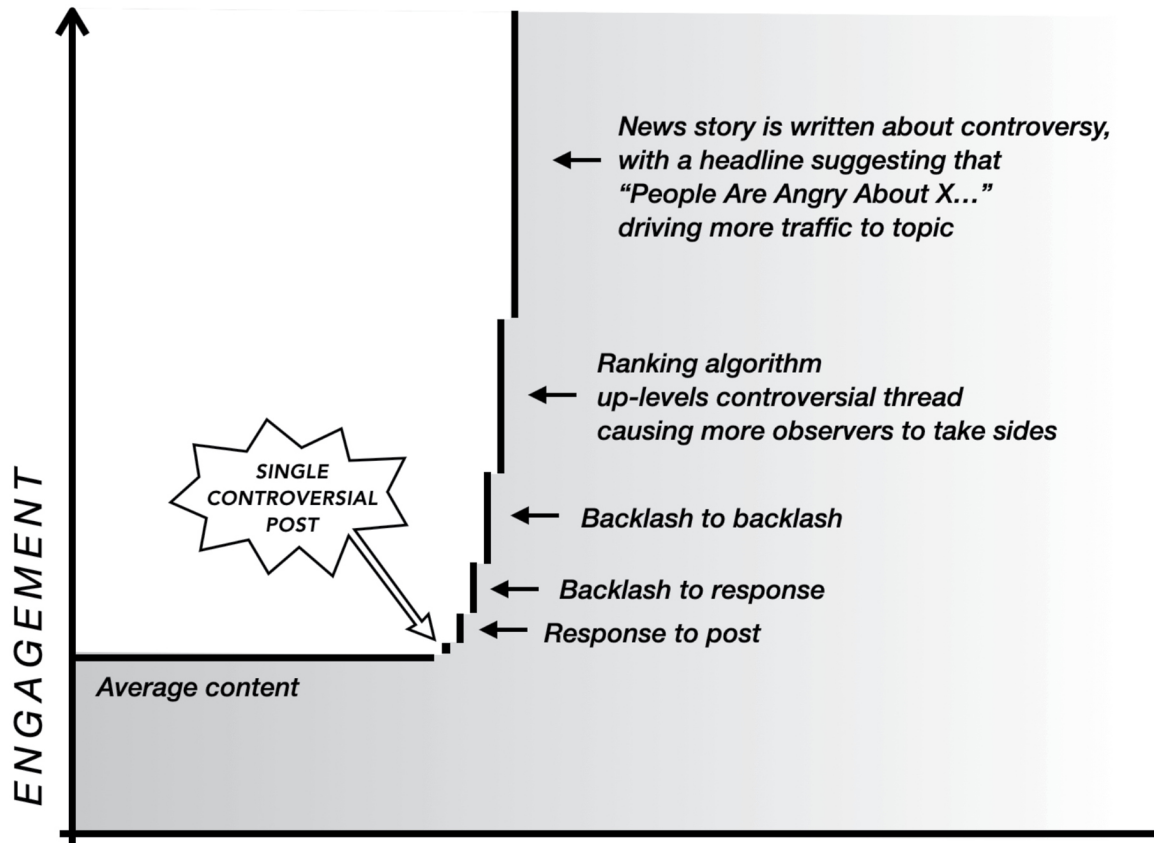 News story is written about controversy,
with a headline suggesting that
“People Are Angry About X…”
driving more traffic to topic
Ranking algorithm
up-levels controversial thread
causing more observers to take sides
SINGLE
CONTROVERSIAL
POST
Backlash to backlash
Backlash to response
Response to post
Average content
ENGAGEMENT